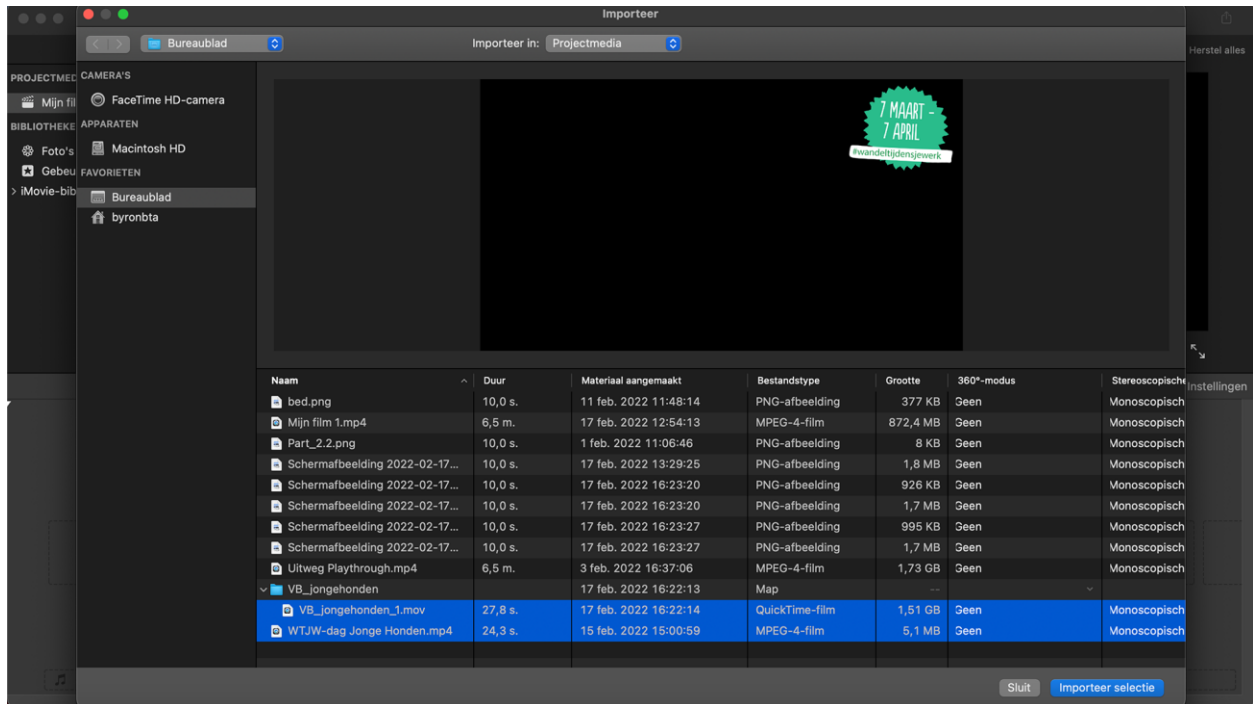 Importeer
Bureaublad
Importeer in: Projectmedia
Herstel alles
PROJECTMED
Mijn fil
BIBLIOTHEKE
Foto's
Gebeu
iMovie-bib
CAMERA'S
FaceTime HD-camera
APPARATEN
Macintosh HD
FAVORIETEN
Bureaublad
byronbta
7 MAART -
7 APRIL
#wandeltijdensjewerk
Instellingen
Naam Duur Materiaal aangemaakt Bestandstype Grootte 360°-modus Stereoscopische
bed.png 10,0 s. 11 feb. 2022 11:48:14 PNG-afbeelding 377 KB Geen Monoscopisch
Mijn film 1.mp4 6,5 m. 17 feb. 2022 12:54:13 MPEG-4-film 872,4 MB Geen Monoscopisch
Part_2.2.png 10,0 s. 1 feb. 2022 11:06:46 PNG-afbeelding 8 KB Geen Monoscopisch
Schermafbeelding 2022-02-17... 10,0 s. 17 feb. 2022 13:29:25 PNG-afbeelding 1,8 MB Geen Monoscopisch
Schermafbeelding 2022-02-17... 10,0 s. 17 feb. 2022 16:23:20 PNG-afbeelding 926 KB Geen Monoscopisch
Schermafbeelding 2022-02-17... 10,0 s. 17 feb. 2022 16:23:20 PNG-afbeelding 1,7 MB Geen Monoscopisch
Schermafbeelding 2022-02-17... 10,0 s. 17 feb. 2022 16:23:27 PNG-afbeelding 995 KB Geen Monoscopisch
Schermafbeelding 2022-02-17... 10,0 s. 17 feb. 2022 16:23:27 PNG-afbeelding 1,7 MB Geen Monoscopisch
Uitweg Playthrough.mp4 6,5 m. 3 feb. 2022 16:37:06 MPEG-4-film 1,73 GB Geen Monoscopisch
VB_jongehonden 17 feb. 2022 16:22:13 Map --
VB_jongehonden_1.mov 27,8 s. 17 feb. 2022 16:22:14 QuickTime-film 1,51 GB Geen Monoscopisch
WTJW-dag Jonge Honden.mp4 24,3 s. 15 feb. 2022 15:00:59 MPEG-4-film 5,1 MB Geen Monoscopisch
Sluit Importeer selectie